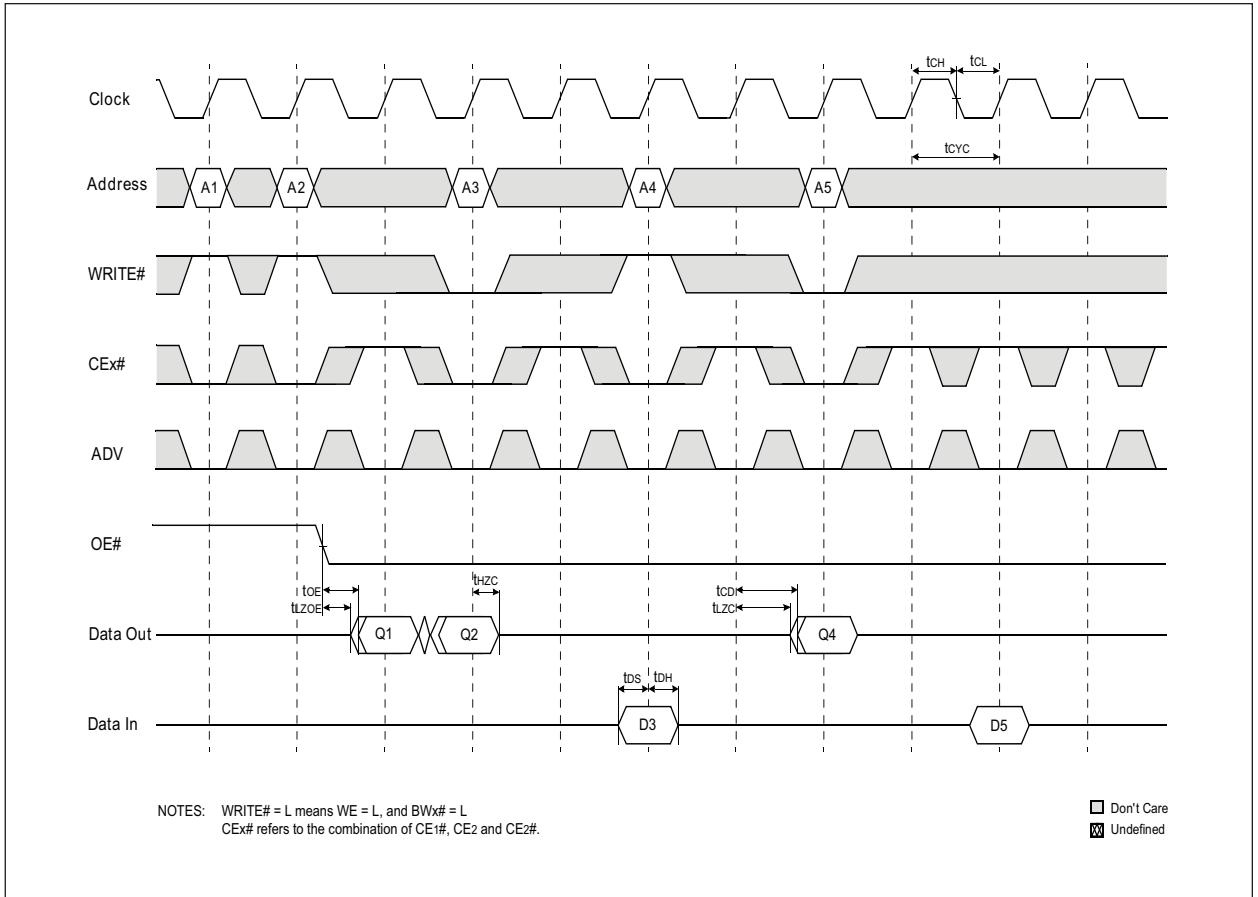 tCH tCL
Clock
tCYC
Address A1 A2 A3 A4 A5
WRITE#
CEx#
ADV
OE#
tOE tHZC tCD
tLZOE tLZC
Data Out Q1 Q2 Q4
tDS tDH
Data In D3 D5
NOTES: WRITE# = L means WE = L, and BWx# = L
CEx# refers to the combination of CE1#, CE2 and CE2#.
Don't Care
Undefined